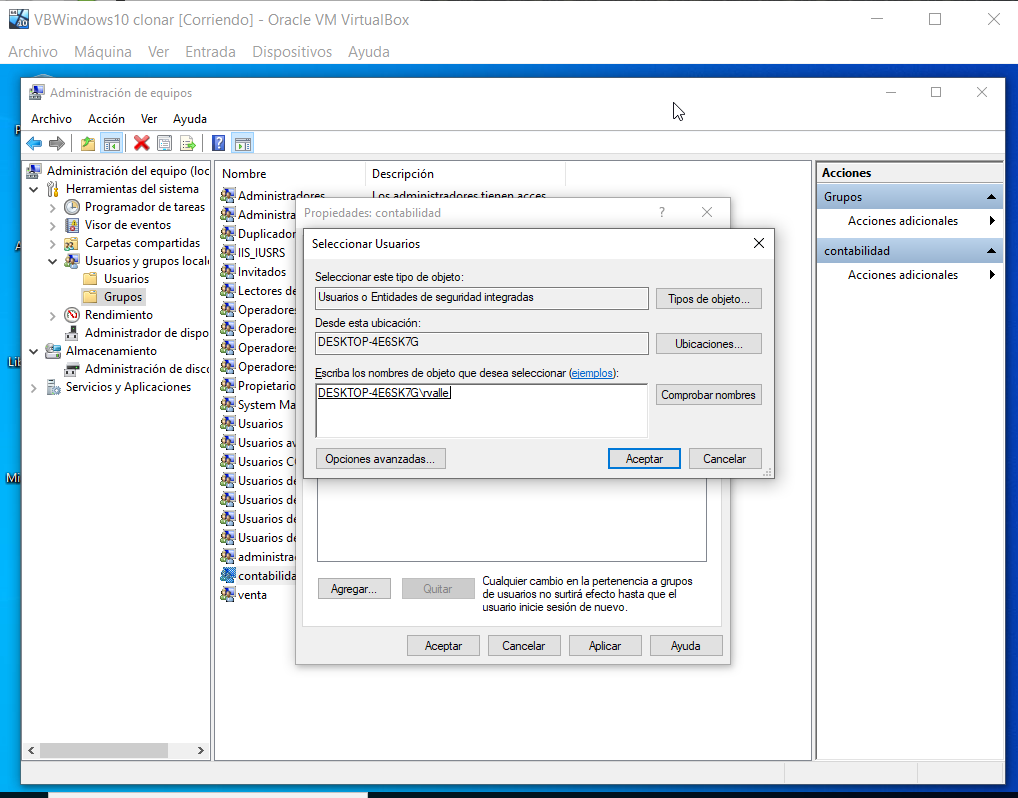 VBWindows10 clonar [Corriendo] - Oracle VM VirtualBox
Archivo Máquina Ver Entrada Dispositivos Ayuda
Administración de equipos
Archivo Acción Ver Ayuda
Administración del equipo (loc
Herramientas del sistema
Programador de tareas
Visor de eventos
Carpetas compartidas
Usuarios y grupos locale
Usuarios
Grupos
Rendimiento
Administrador de dispo
Almacenamiento
Administración de disco
Servicios y Aplicaciones
Nombre Descripción
Administradores Los administradores tienen acces
Administra
Duplicador
IIS_IUSRS
Invitados
Lectores de
Operadore
Operadores
Operadore
Operadore
Propietario
System Ma
Usuarios
Usuarios av
Usuarios CO
Usuarios de
Usuarios de
Usuarios de
Usuarios de
administra
contabilida
venta
Propiedades: contabilidad ?
Seleccionar Usuarios
Seleccionar este tipo de objeto:
Usuarios o Entidades de seguridad integradas
Tipos de objeto...
Desde esta ubicación:
DESKTOP-4E6SK7G
Ubicaciones...
Escriba los nombres de objeto que desea seleccionar (ejemplos):
DESKTOP-4E6SK7G\rvalle
Comprobar nombres
Opciones avanzadas...
Aceptar
Cancelar
Agregar...
Quitar
Cualquier cambio en la pertenencia a grupos
de usuarios no surtirá efecto hasta que el
usuario inicie sesión de nuevo.
Aceptar Cancelar Aplicar Ayuda
Acciones
Grupos
Acciones adicionales
contabilidad
Acciones adicionales
Lib
Mi